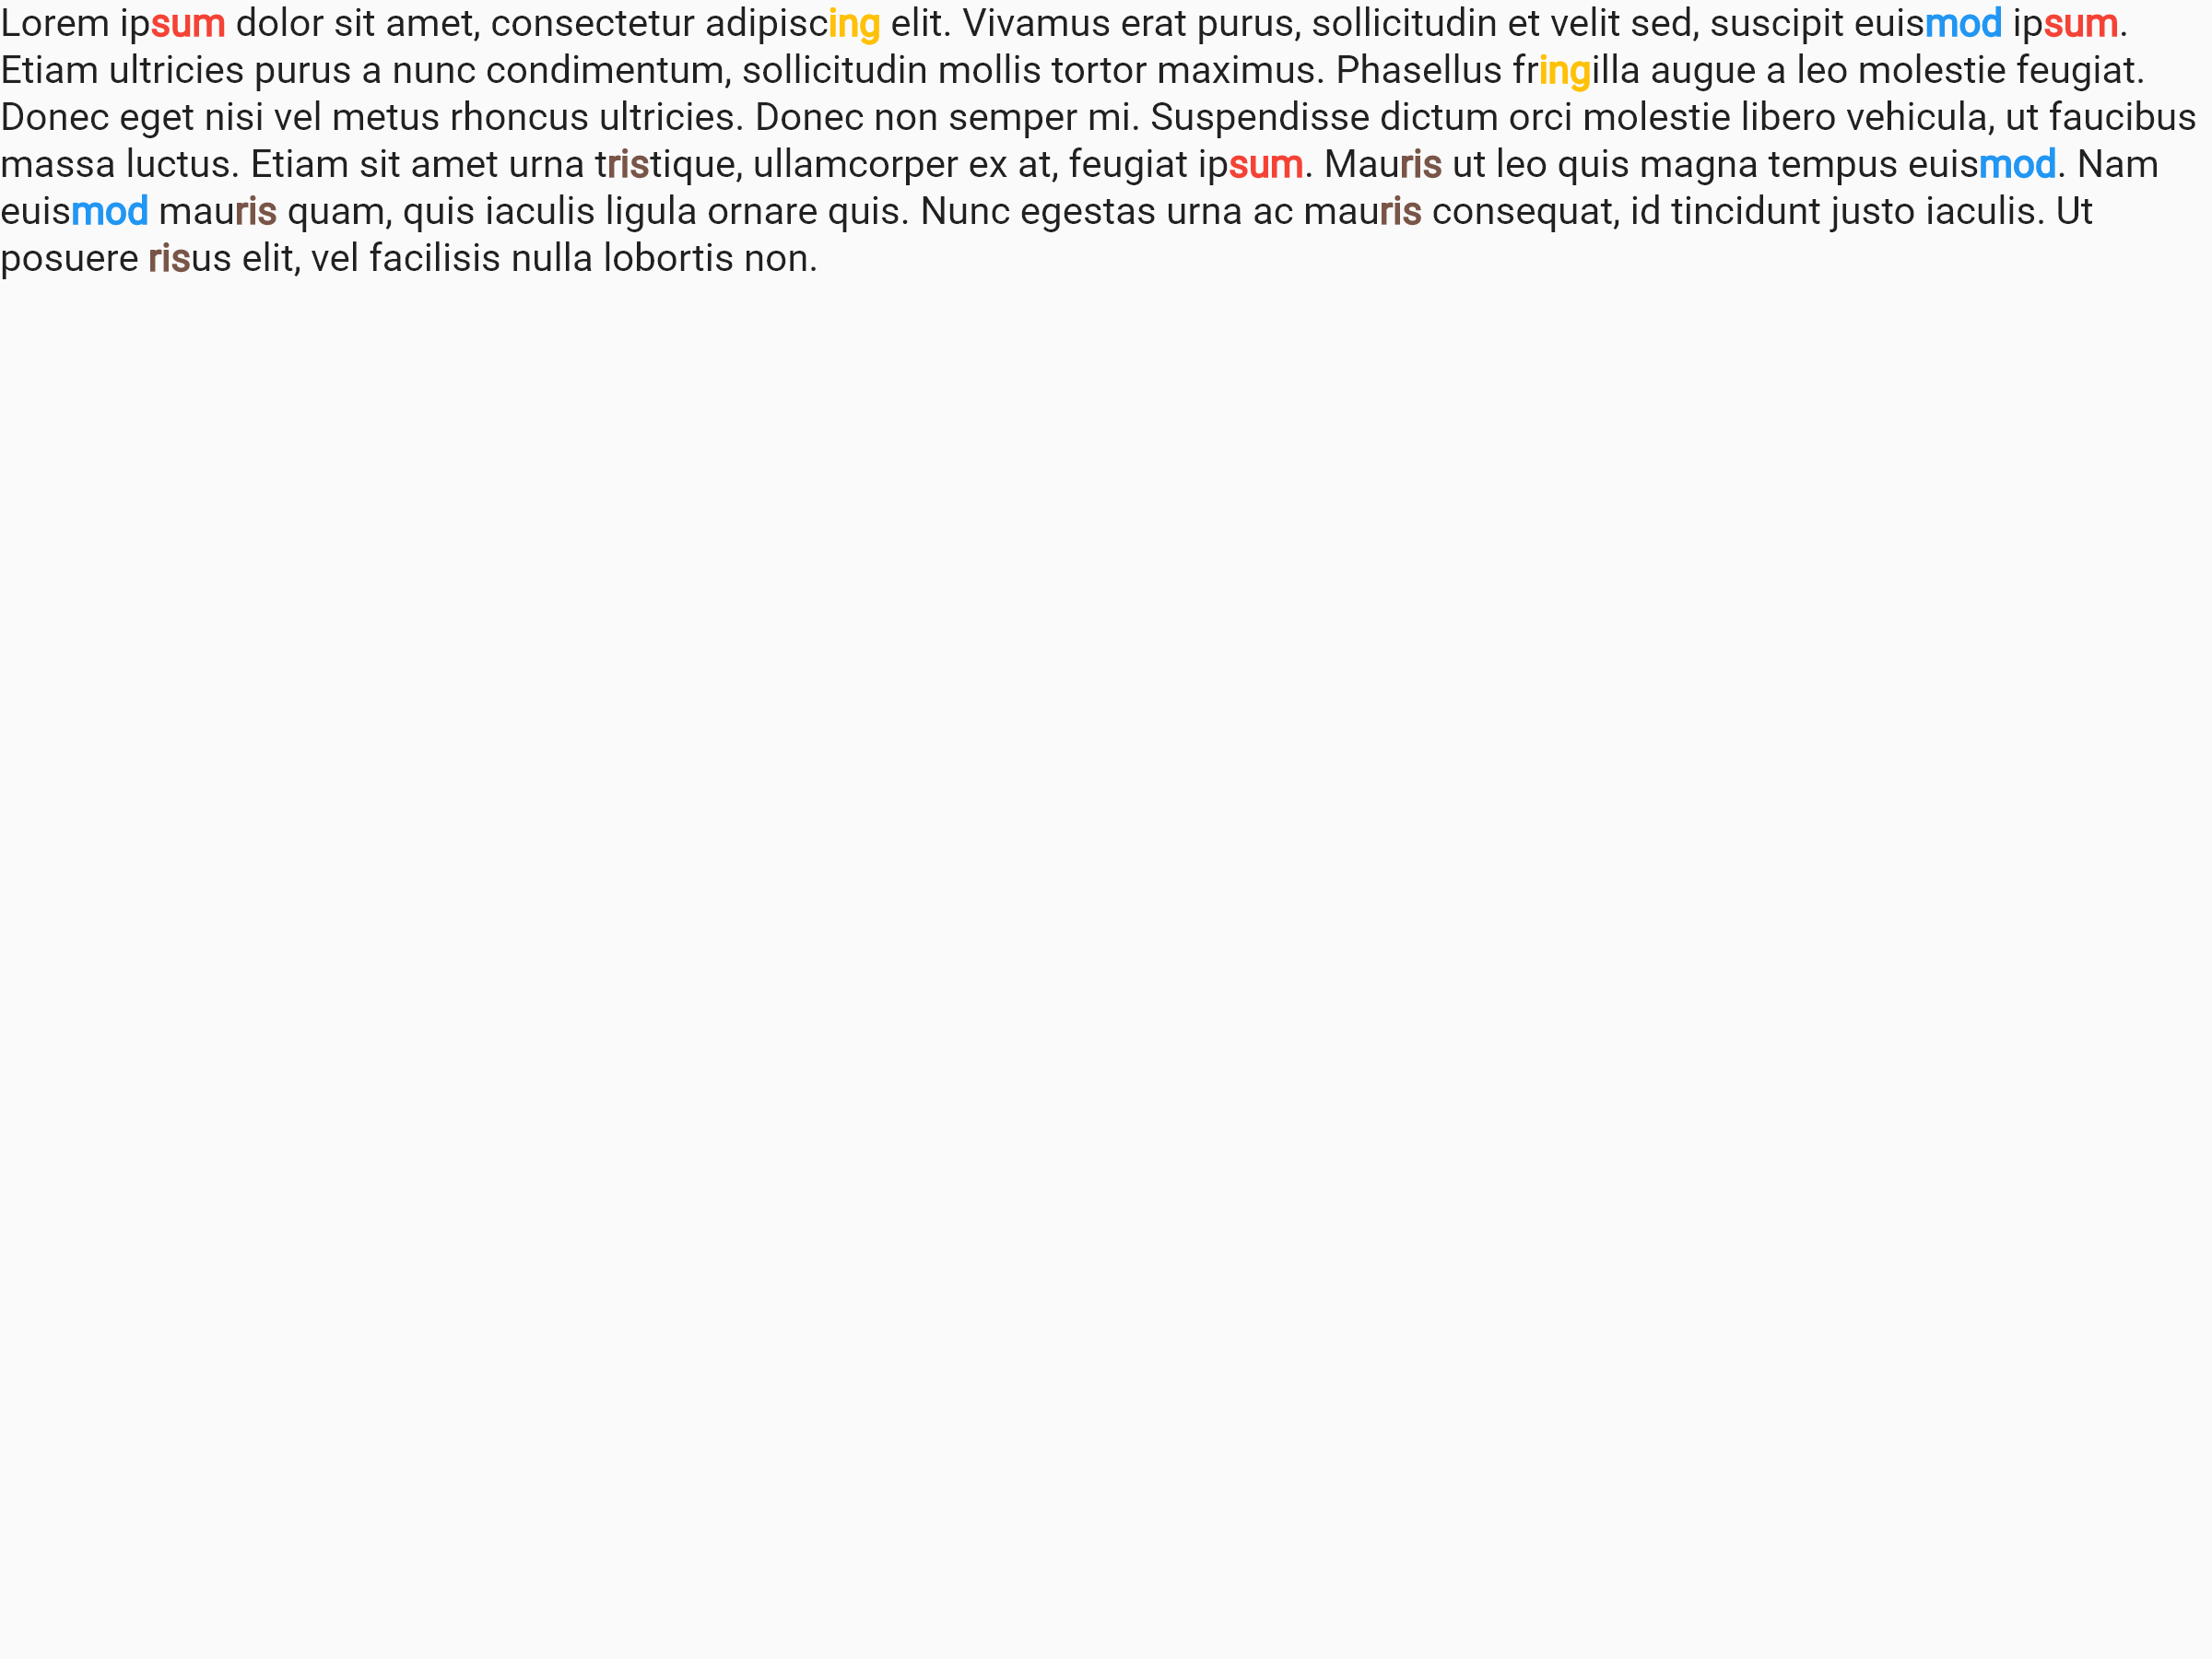 Lorem ipsum dolor sit amet, consectetur adipiscing elit. Vivamus erat purus, sollicitudin et velit sed, suscipit euismod ipsum.
Etiam ultricies purus a nunc condimentum, sollicitudin mollis tortor maximus. Phasellus fringilla augue a leo molestie feugiat.
Donec eget nisi vel metus rhoncus ultricies. Donec non semper mi. Suspendisse dictum orci molestie libero vehicula, ut faucibus
massa luctus. Etiam sit amet urna tristique, ullamcorper ex at, feugiat ipsum. Mauris ut leo quis magna tempus euismod. Nam
euismod mauris quam, quis iaculis ligula ornare quis. Nunc egestas urna ac mauris consequat, id tincidunt justo iaculis. Ut
posuere risus elit, vel facilisis nulla lobortis non.